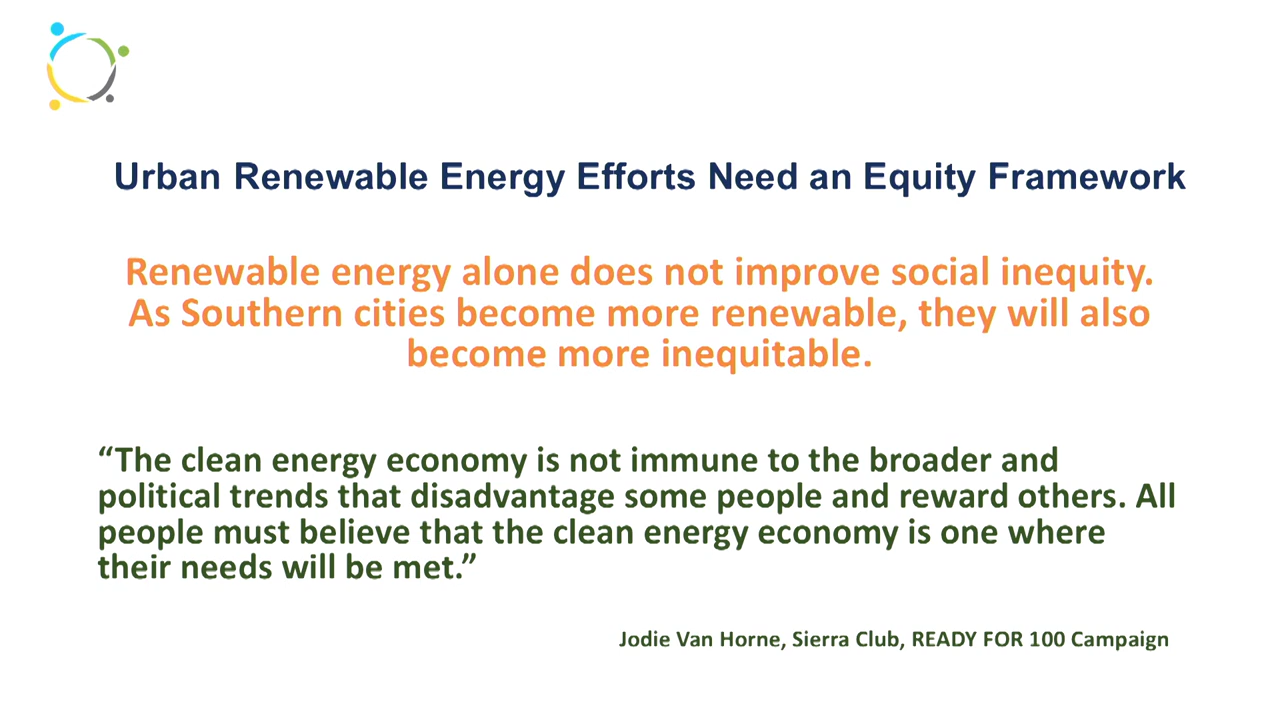 Urban Renewable Energy Efforts Need an Equity Framework
Renewable energy alone does not improve social inequity.
As Southern cities become more renewable, they will also
become more inequitable.
“The clean energy economy is not immune to the broader and
political trends that disadvantage some people and reward others. All
people must believe that the clean energy economy is one where
their needs will be met.”
Jodie Van Horne, Sierra Club, READY FOR 100 Campaign